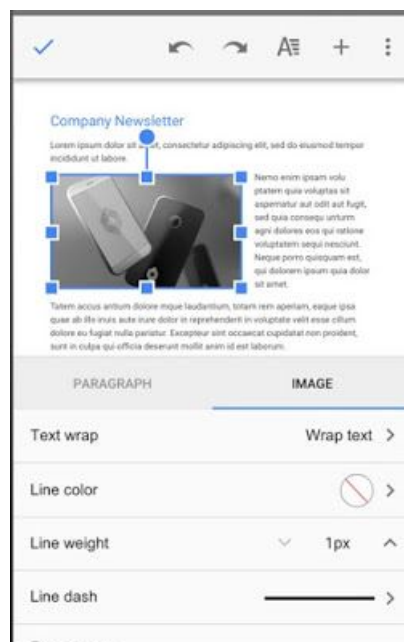 Company Newsletter
Lorem ipsum dolor sit amet, consectetur adipiscing elit, sed do eiusmod tempor
incididunt ut labore.
Nemo enim ipsam volu
ptatem quia voluptas sit
aspernatur aut odit aut fugit,
sed quia consequ unturm
agni dolores eos qui ratione
voluptatem sequi nesciunt.
Neque porro quisquam est,
qui dolorem ipsum quia dolor
sit amet.
Tatem accus antium dolore mque laudantium, totam rem aperiam, eaque ipsa
quae ab illo inure aute irure dolor in reprehenderit in voluptate velit esse cillum
dolore eu fugiat nulla pariatur. Excepteur sint occaecat cupidatat non proident,
sunt in culpa qui officia deserunt mollit anim id est laborum.
PARAGRAPH IMAGE
Text wrap Wrap text
Line color
Line weight 1px
Line dash